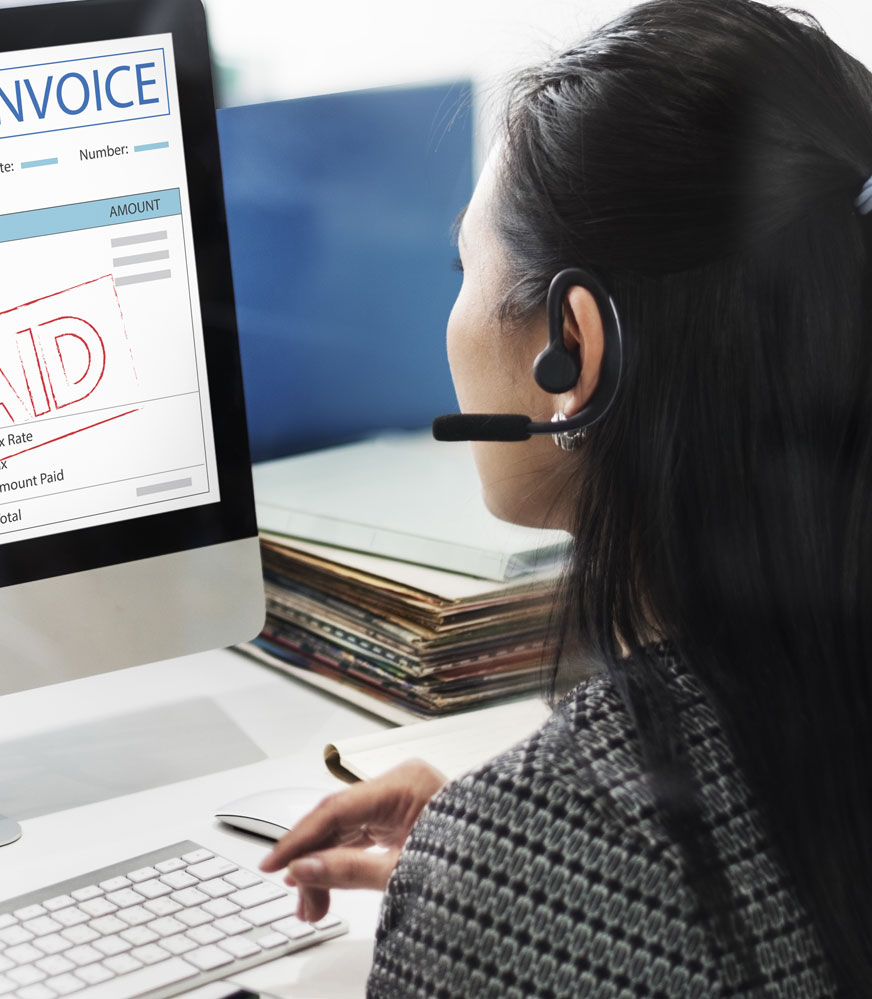 NVOICE
te:
Number:
AMOUNT
AID
x Rate
x
mount Paid
otal